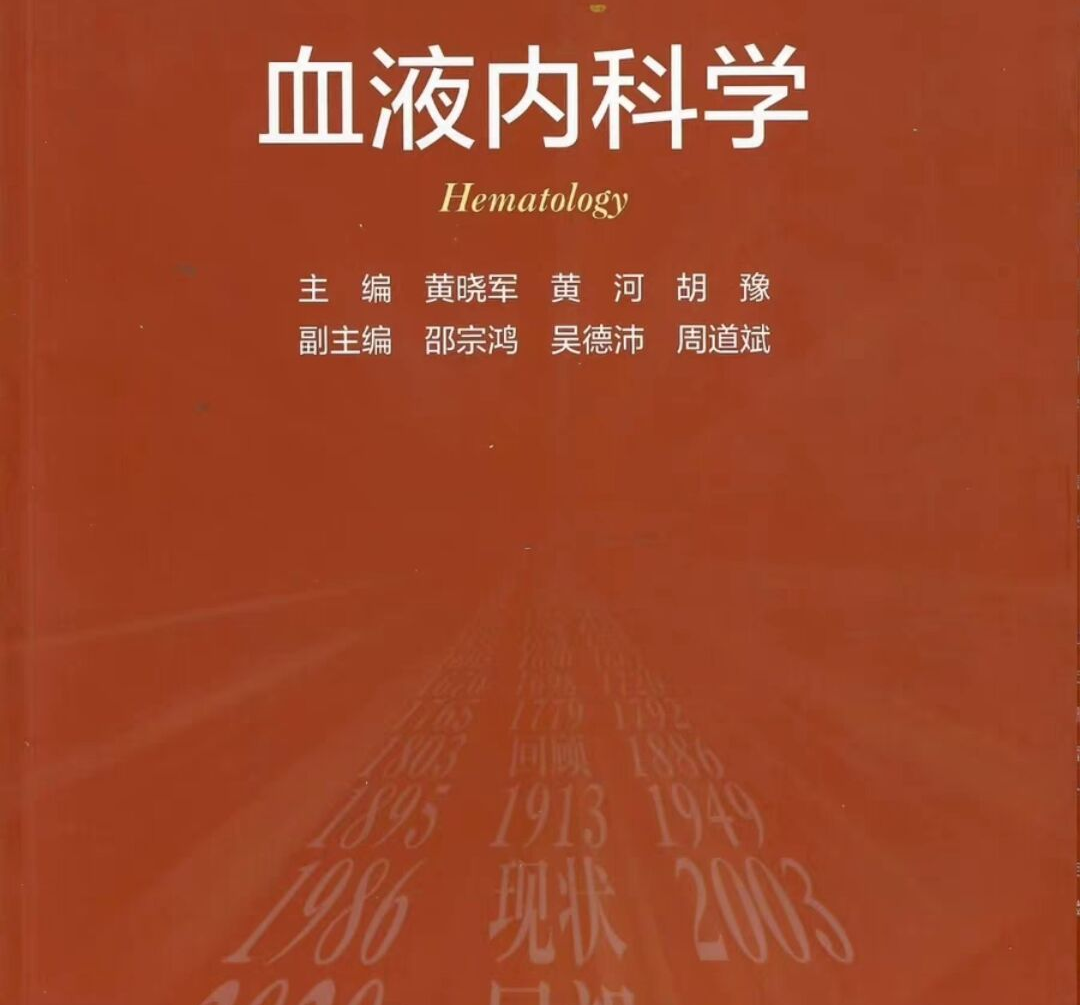 血液内科学
Hematology
主 编 黄晓军 黄 河 胡 豫
副主编 邵宗鸿 吴德沛 周道斌
1765 1779 1792
1803 回顾 1886
1895 1913 1949
1986 现状 2003